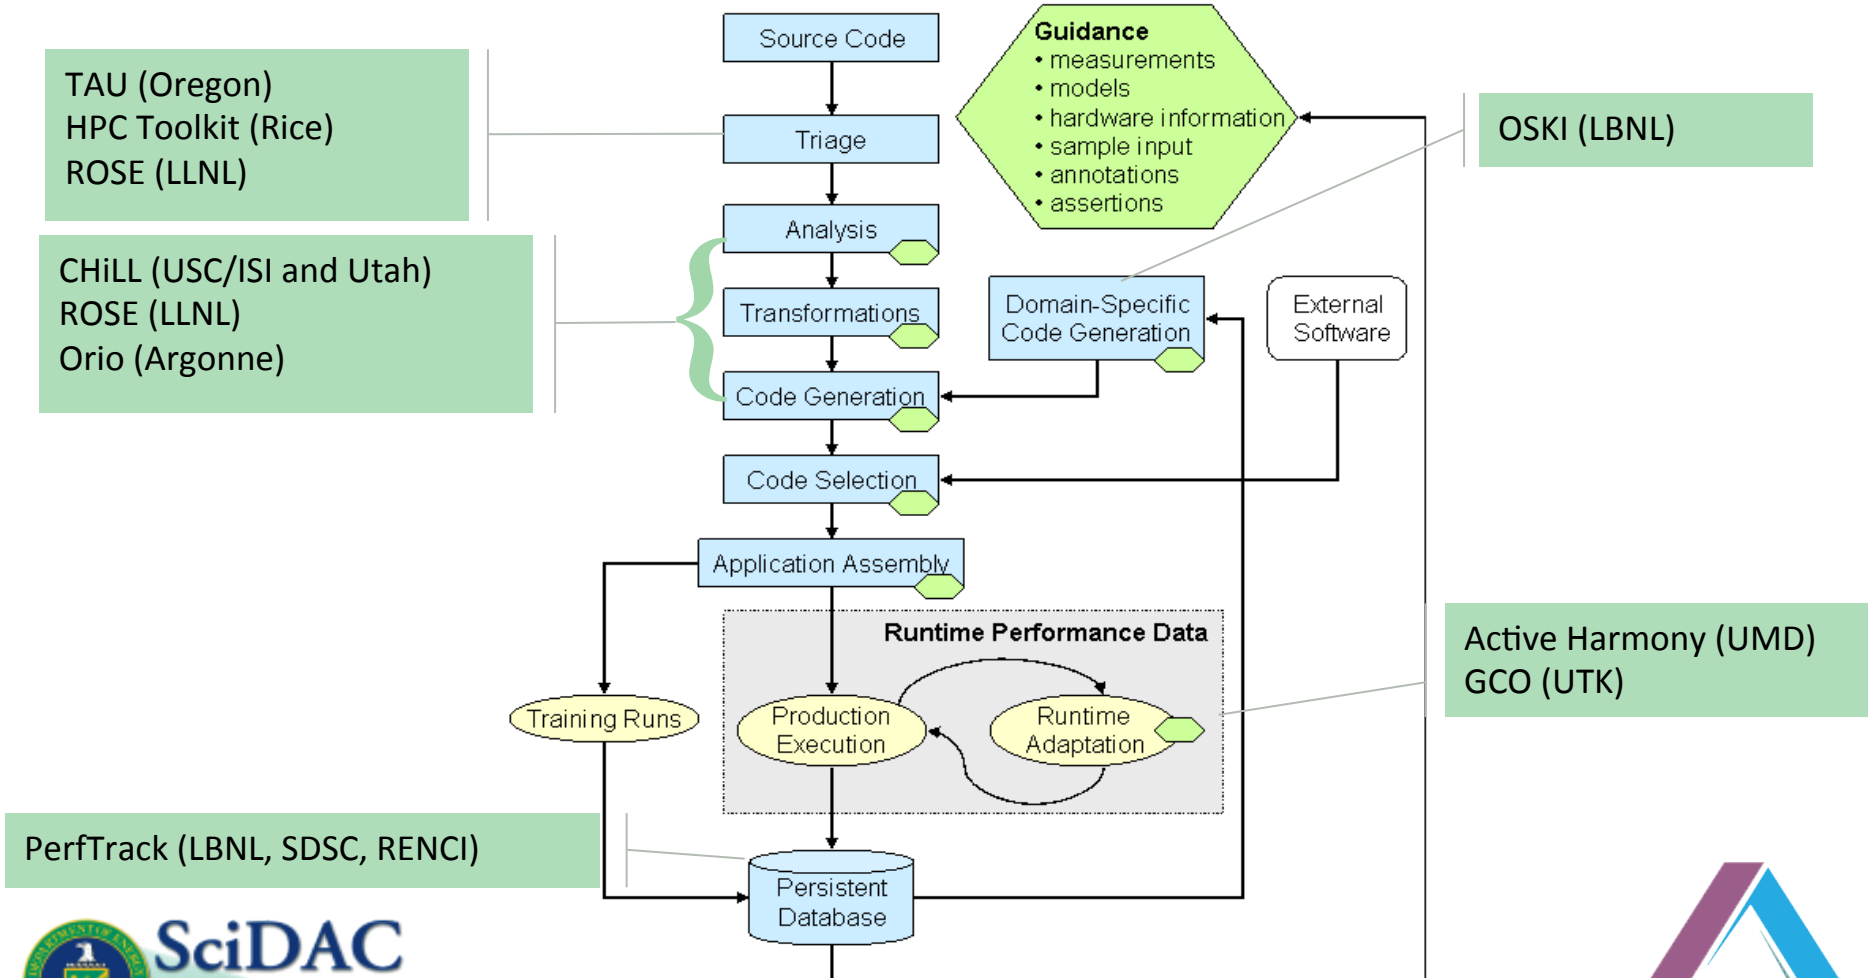 Source Code
Guidance
• measurements
• models
• hardware information
• sample input
• annotations
• assertions
TAU (Oregon)
HPC Toolkit (Rice)
ROSE (LLNL)
Triage
OSKI (LBNL)
Analysis
CHiLL (USC/ISI and Utah)
ROSE (LLNL)
Orio (Argonne)
Transformations
Domain-Specific
Code Generation
External
Software
Code Generation
Code Selection
Application Assembly
Runtime Performance Data
Active Harmony (UMD)
GCO (UTK)
Training Runs
Production
Execution
Runtime
Adaptation
PerfTrack (LBNL, SDSC, RENCI)
Persistent
Database
SciDAC